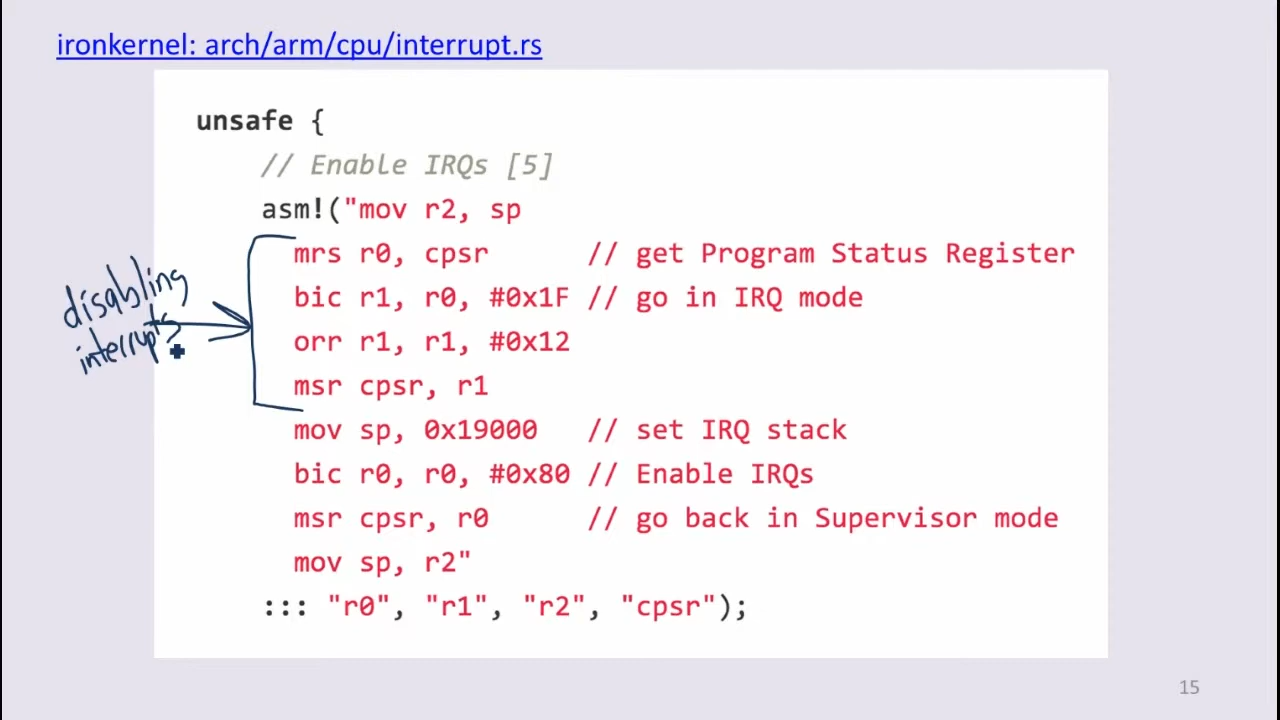 ironkernel: arch/arm/cpu/interrupt.rs
unsafe {
// Enable IRQs [5]
asm!("mov r2, sp
mrs r0, cpsr // get Program Status Register
bic r1, r0, #0x1F // go in IRQ mode
orr r1, r1, #0x12
msr cpsr, r1
mov sp, 0x19000 // set IRQ stack
bic r0, r0, #0x80 // Enable IRQs
msr cpsr, r0 // go back in Supervisor mode
mov sp, r2"
::: "r0", "r1", "r2", "cpsr");
disabling
interrupts
15